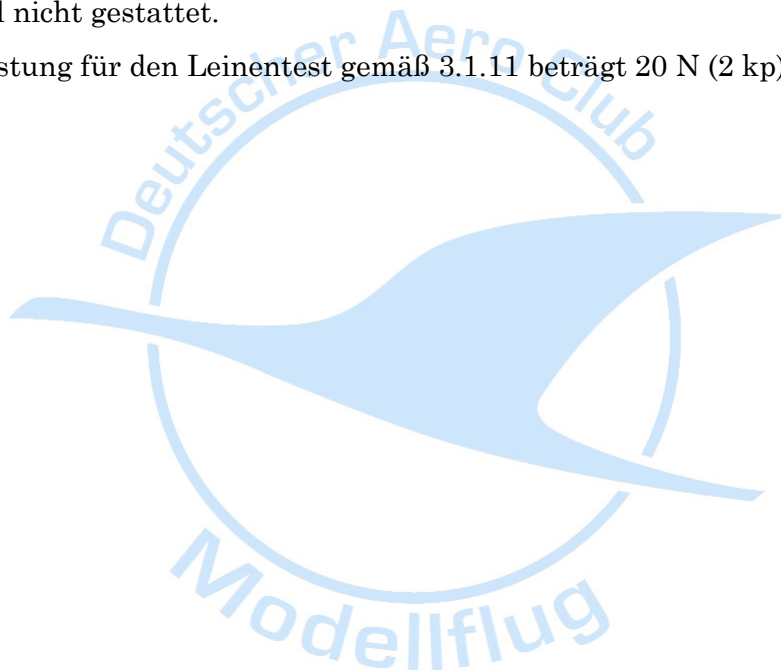 nicht gestattet.
stung für den Leinentest gemäß 3.1.11 beträgt 20 N (2 kp)
Deutscher Aero Club
Modellflug